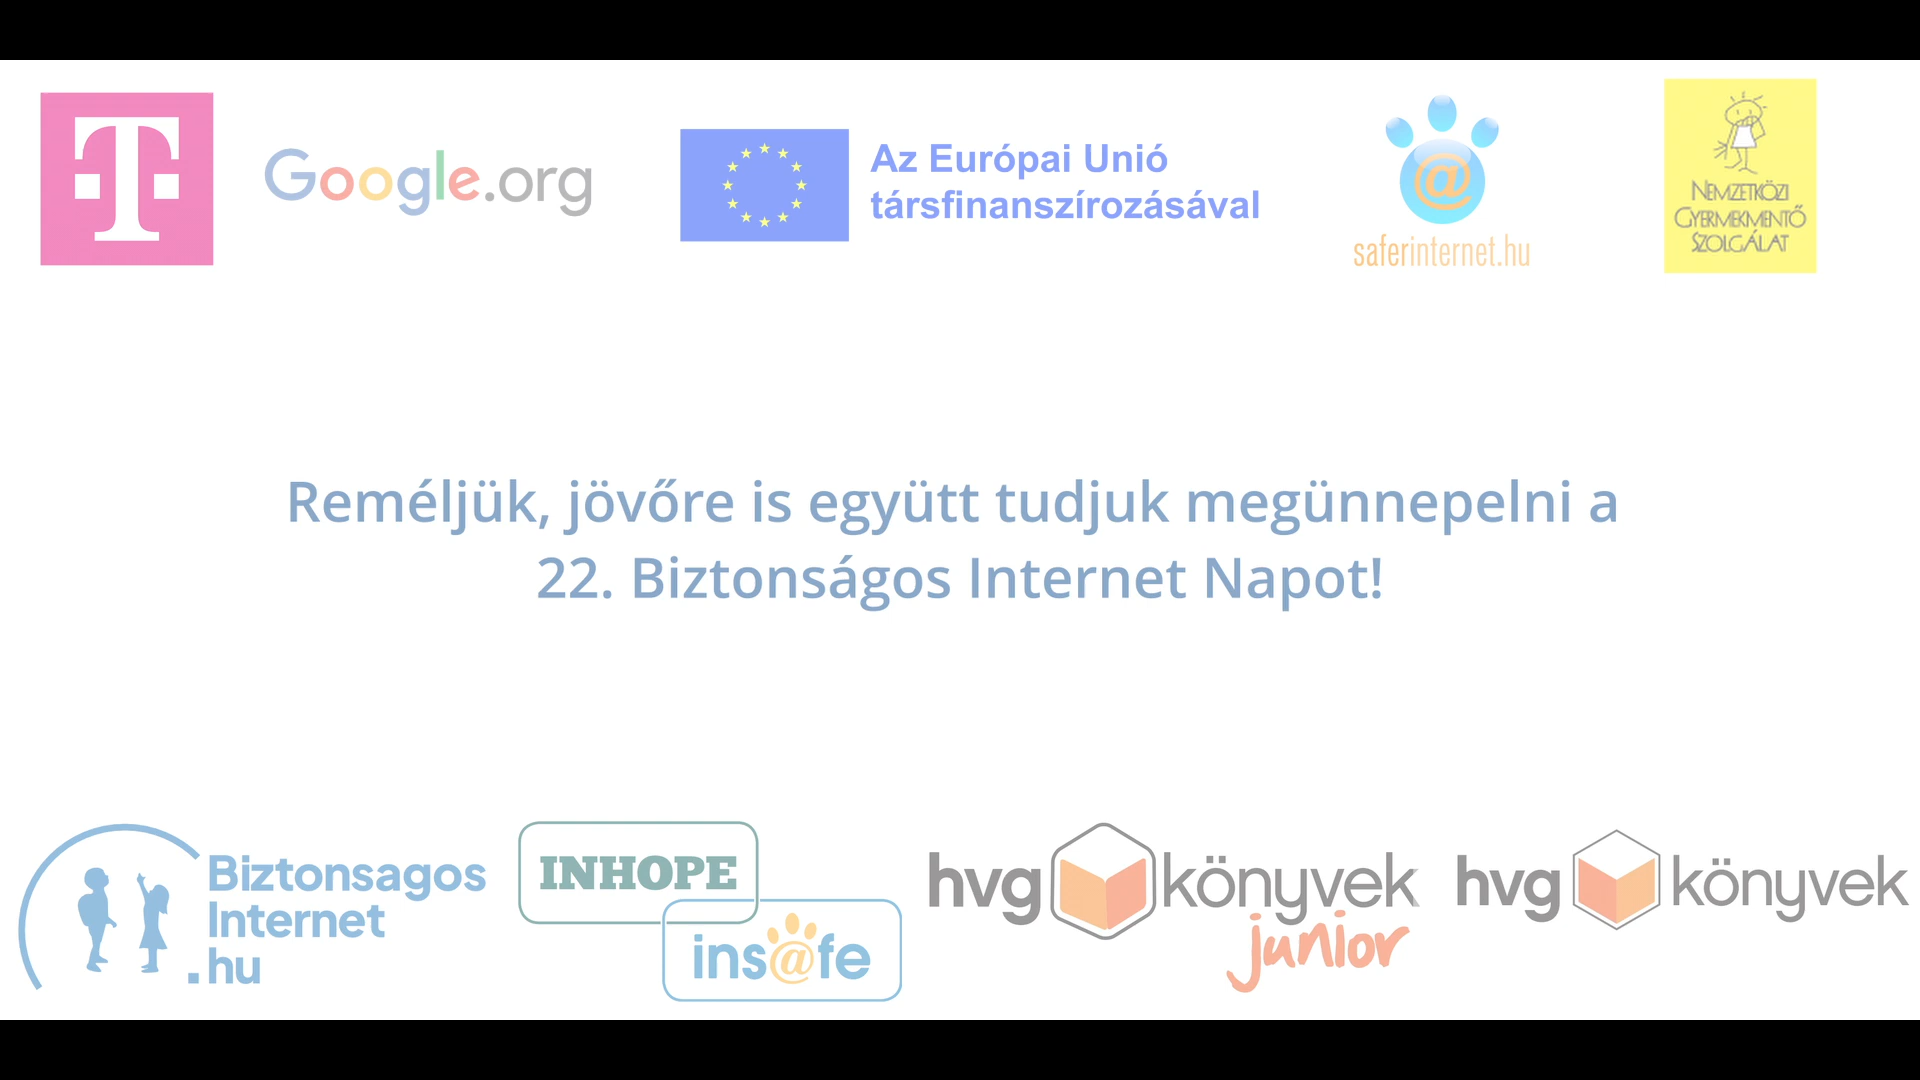 T
Google.org
Az Európai Unió
társfinanszírozásával
@
saferinternet.hu
NEMZETKÖZI
GYERMEKMENTŐ
SZOLGÁLAT
Reméljük, jövőre is együtt tudjuk megünnepelni a
22. Biztonságos Internet Napot!
Biztonsagos
Internet
.hu
INHOPE
ins@fe
hvg könyvek
junior
hvg könyvek